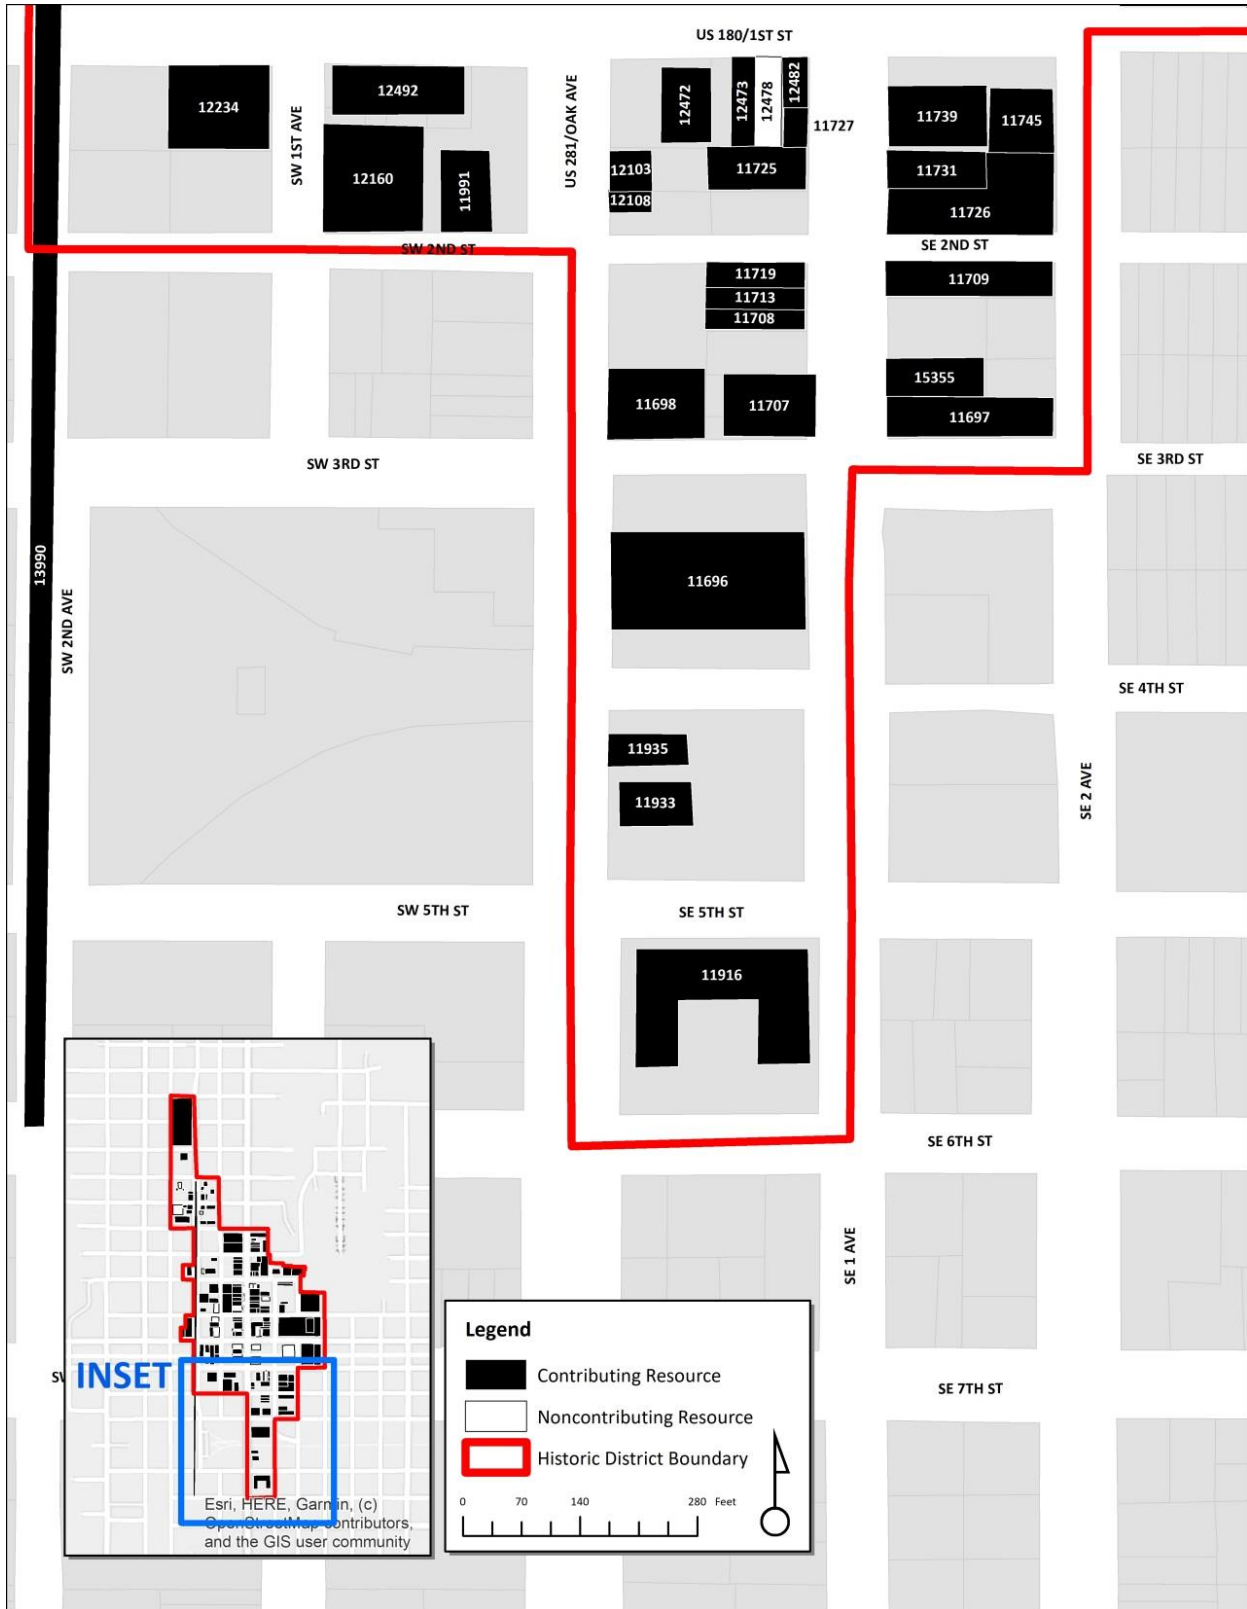 US 180/1ST ST
12234
SW 1ST AVE
12492
12160
11991
US 281/OAK AVE
12472
12473
12478
12482
11727
12103
12108
11725
11739
11745
11731
11726
SW 2ND ST
SE 2ND ST
11719
11713
11708
11709
11698
11707
15355
11697
SW 3RD ST
SE 3RD ST
13990
SW 2ND AVE
11696
SE 4TH ST
11935
11933
SE 2 AVE
SW 5TH ST
SE 5TH ST
11916
SE 6TH ST
SE 1 AVE
SE 7TH ST
SW
INSET
Esri, HERE, Garmin, (c)
OpenStreetMap contributors,
and the GIS user community
Legend
Contributing Resource
Noncontributing Resource
Historic District Boundary
0 70 140 280 Feet